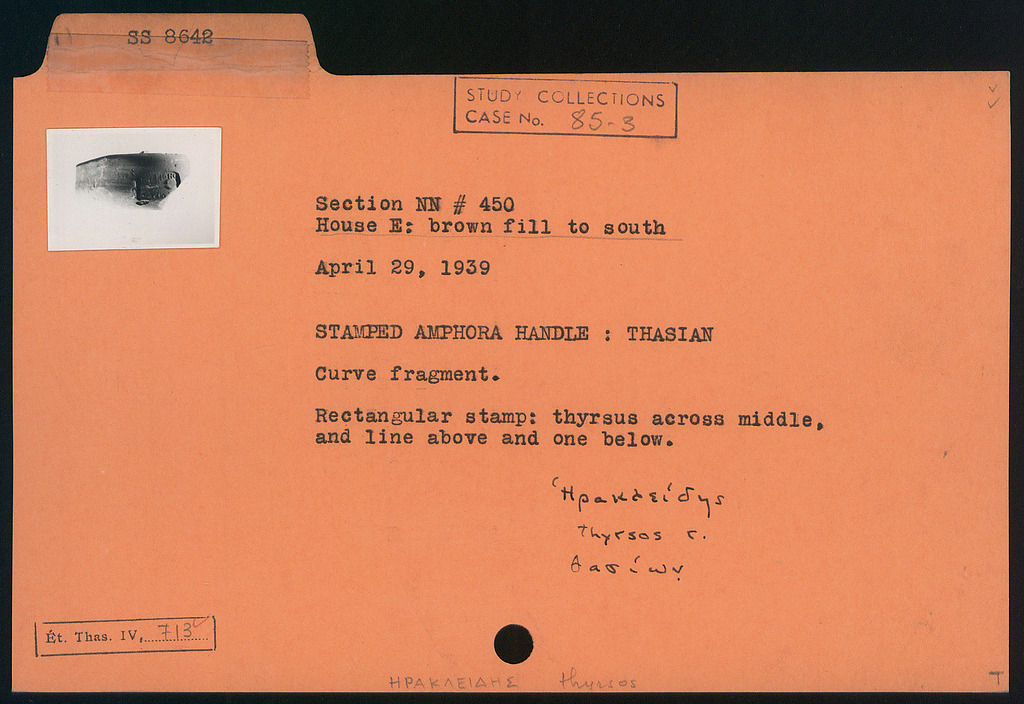 SS 8642
STUDY COLLECTIONS
CASE No. 85-3
Section NN # 450
House E: brown fill to south
April 29, 1939
STAMPED AMPHORA HANDLE : THASIAN
Curve fragment.
Rectangular stamp: thyrsus across middle,
and line above and one below.
Ἡρακλείδης
thyrsos r.
Θασίων
Ét. Thas. IV, 713
ΗΡΑΚΛΕΙΔΗΣ thyrsos
T